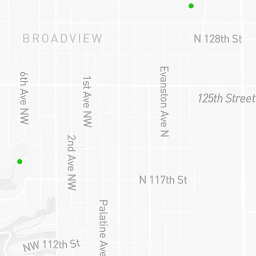 BROADVIEW
N 128th St
6th Ave NW
1st Ave NW
Evanston Ave N
125th Street
2nd Ave NW
N 117th St
Palatine Ave
NW 112th St